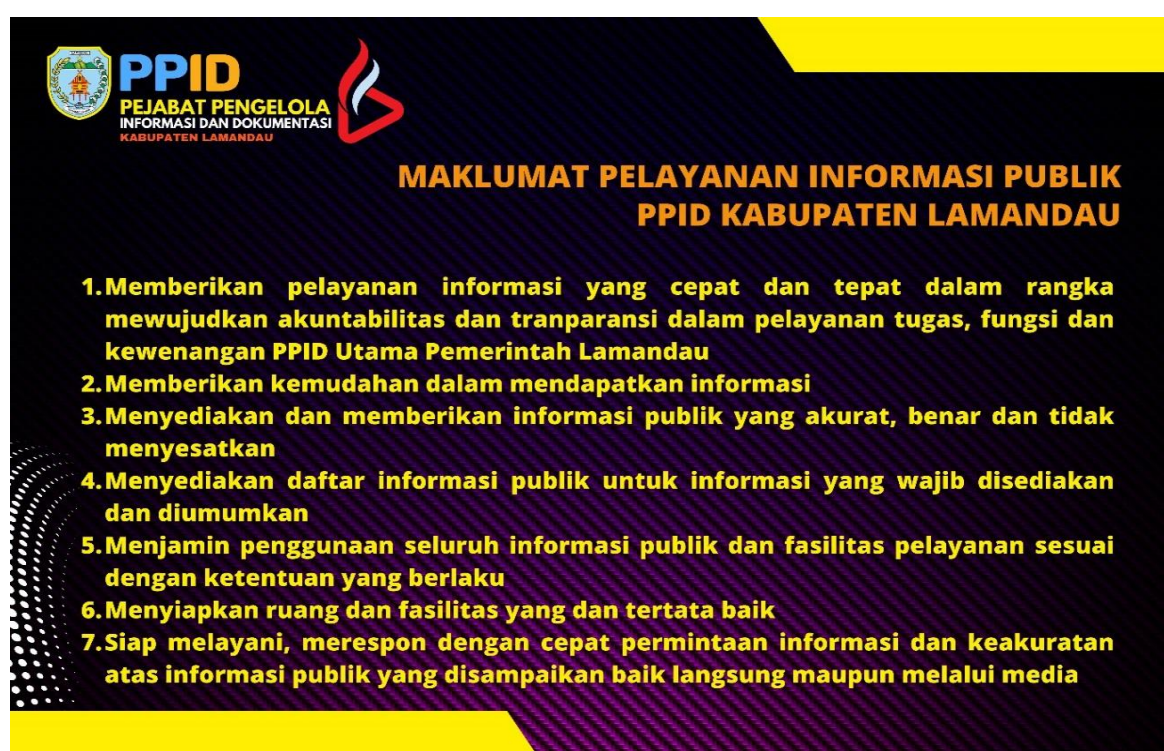 PPID
PEJABAT PENGELOLA
INFORMASI DAN DOKUMENTASI
KABUPATEN LAMANDAU
MAKLUMAT PELAYANAN INFORMASI PUBLIK
PPID KABUPATEN LAMANDAU
1. Memberikan pelayanan informasi yang cepat dan tepat dalam rangka
mewujudkan akuntabilitas dan tranparansi dalam pelayanan tugas, fungsi dan
kewenangan PPID Utama Pemerintah Lamandau
2. Memberikan kemudahan dalam mendapatkan informasi
3. Menyediakan dan memberikan informasi publik yang akurat, benar dan tidak
menyesatkan
4. Menyediakan daftar informasi publik untuk informasi yang wajib disediakan
dan diumumkan
5. Menjamin penggunaan seluruh informasi publik dan fasilitas pelayanan sesuai
dengan ketentuan yang berlaku
6. Menyiapkan ruang dan fasilitas yang dan tertata baik
7. Siap melayani, merespon dengan cepat permintaan informasi dan keakuratan
atas informasi publik yang disampaikan baik langsung maupun melalui media